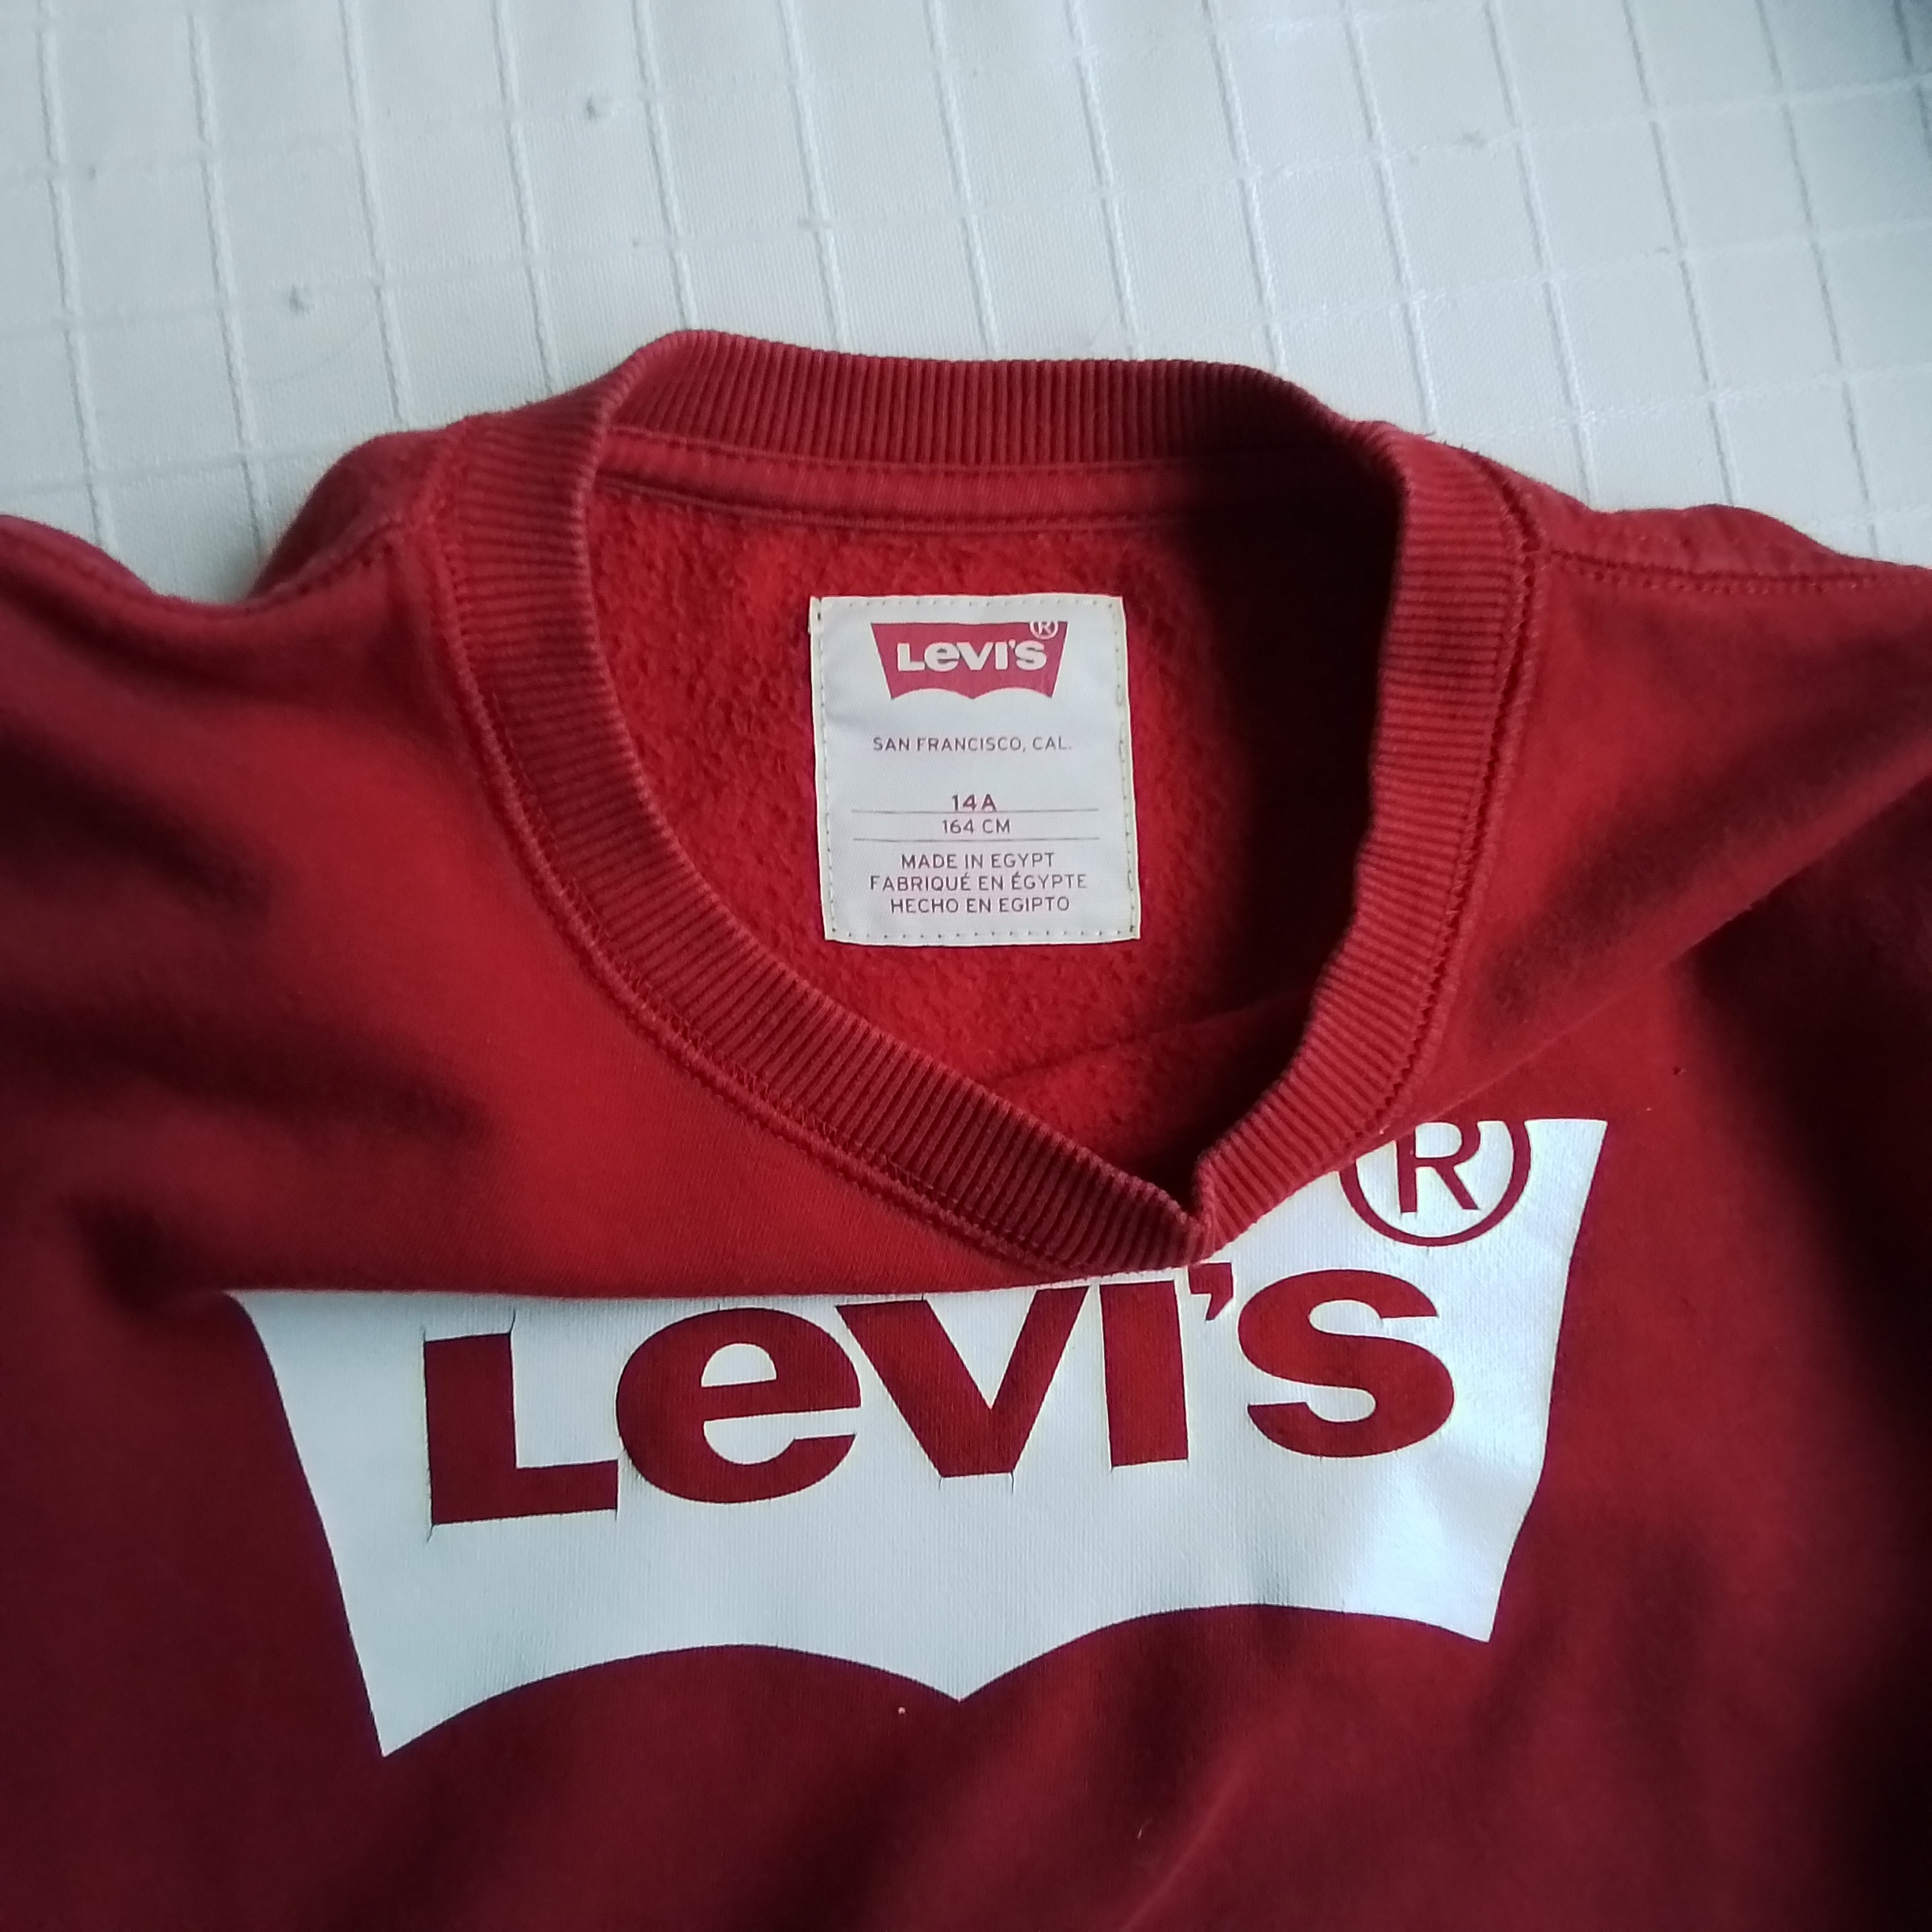 Levi's®
SAN FRANCISCO, CAL.
14A
164 CM
MADE IN EGYPT
FABRIQUÉ EN ÉGYPTE
HECHO EN EGIPTO
®
Levi's